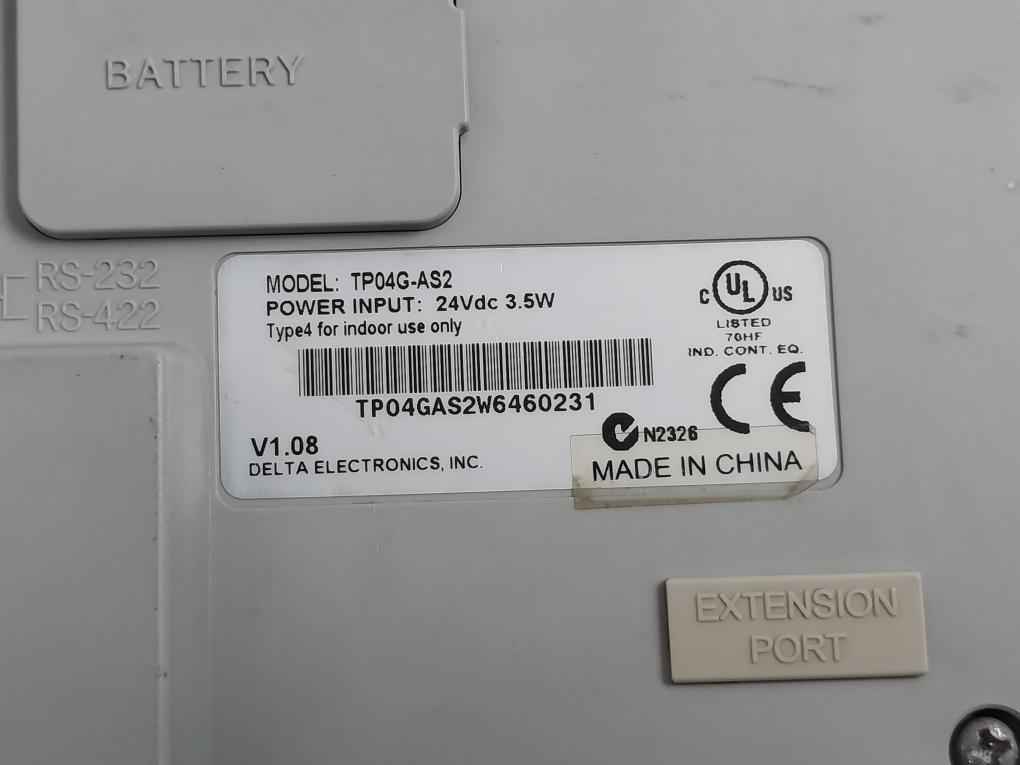 BATTERY
RS-232
RS-422
MODEL: TP04G-AS2
POWER INPUT: 24Vdc 3.5W
Type4 for indoor use only
TP04GAS2W6460231
V1.08
DELTA ELECTRONICS, INC.
C UL US
LISTED
76HF
IND. CONT. EQ.
CE
N2326
MADE IN CHINA
EXTENSION
PORT